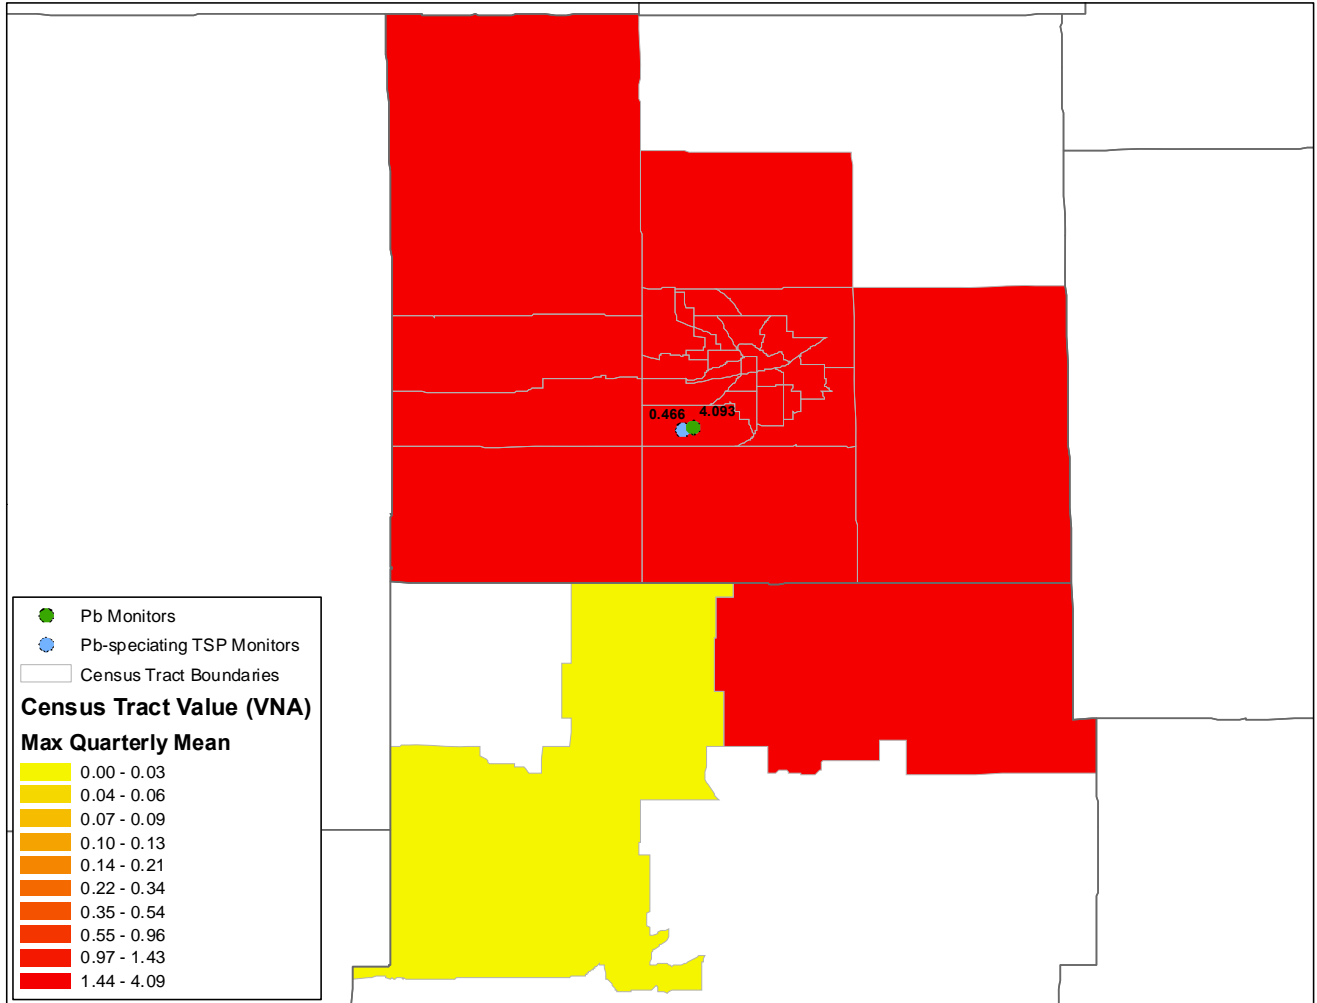 0.466 4.093
Pb Monitors
Pb-speciating TSP Monitors
Census Tract Boundaries
Census Tract Value (VNA)
Max Quarterly Mean
0.00 - 0.03
0.04 - 0.06
0.07 - 0.09
0.10 - 0.13
0.14 - 0.21
0.22 - 0.34
0.35 - 0.54
0.55 - 0.96
0.97 - 1.43
1.44 - 4.09